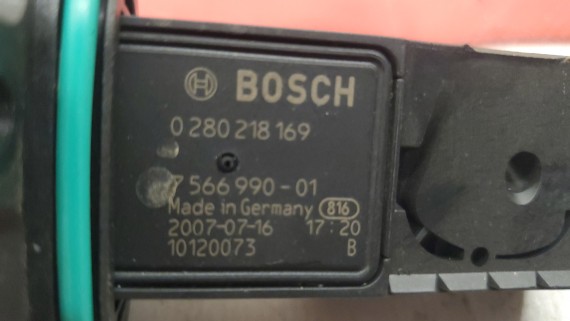 BOSCH
0 280 218 169
7 566 990-01
Made in Germany 816
2007-07-16 17:20
10120073 B